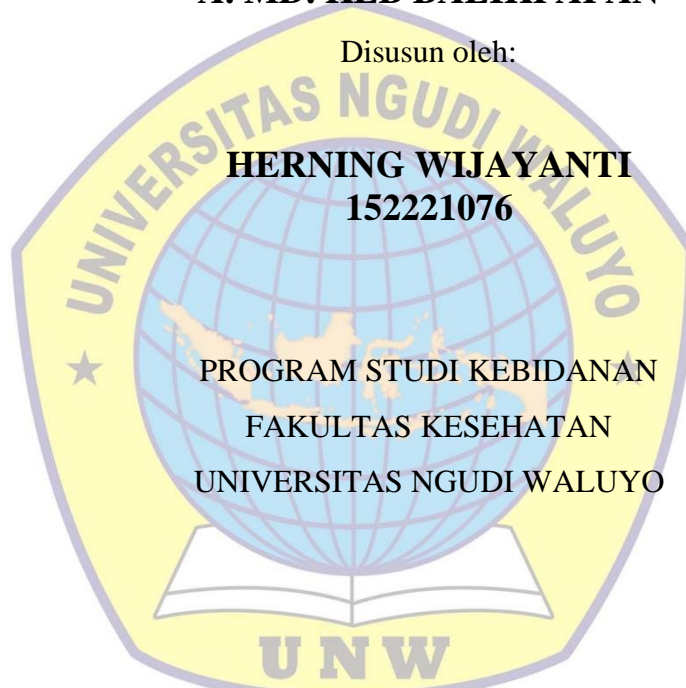 Disusun oleh:
UNIVERSITAS NGUDI WALUYO
HERNING WIJAYANTI
152221076
PROGRAM STUDI KEBIDANAN
FAKULTAS KESEHATAN
UNIVERSITAS NGUDI WALUYO
UNW